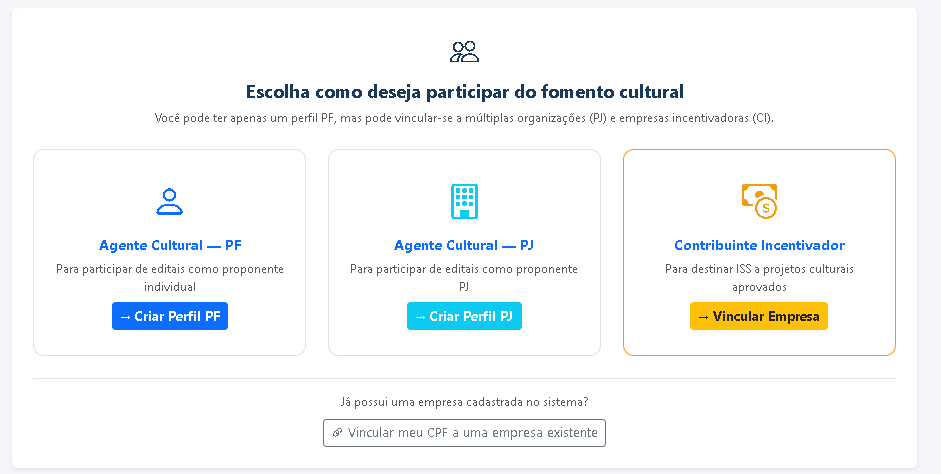 Escolha como deseja participar do fomento cultural
Você pode ter apenas um perfil PF, mas pode vincular-se a múltiplas organizações (PJ) e empresas incentivadoras (CI).
Agente Cultural — PF
Para participar de editais como proponente
individual
→ Criar Perfil PF
Agente Cultural — PJ
Para participar de editais como proponente
PJ
→ Criar Perfil PJ
Contribuinte Incentivador
Para destinar ISS a projetos culturais
aprovados
→ Vincular Empresa
Já possui uma empresa cadastrada no sistema?
Vincular meu CPF a uma empresa existente